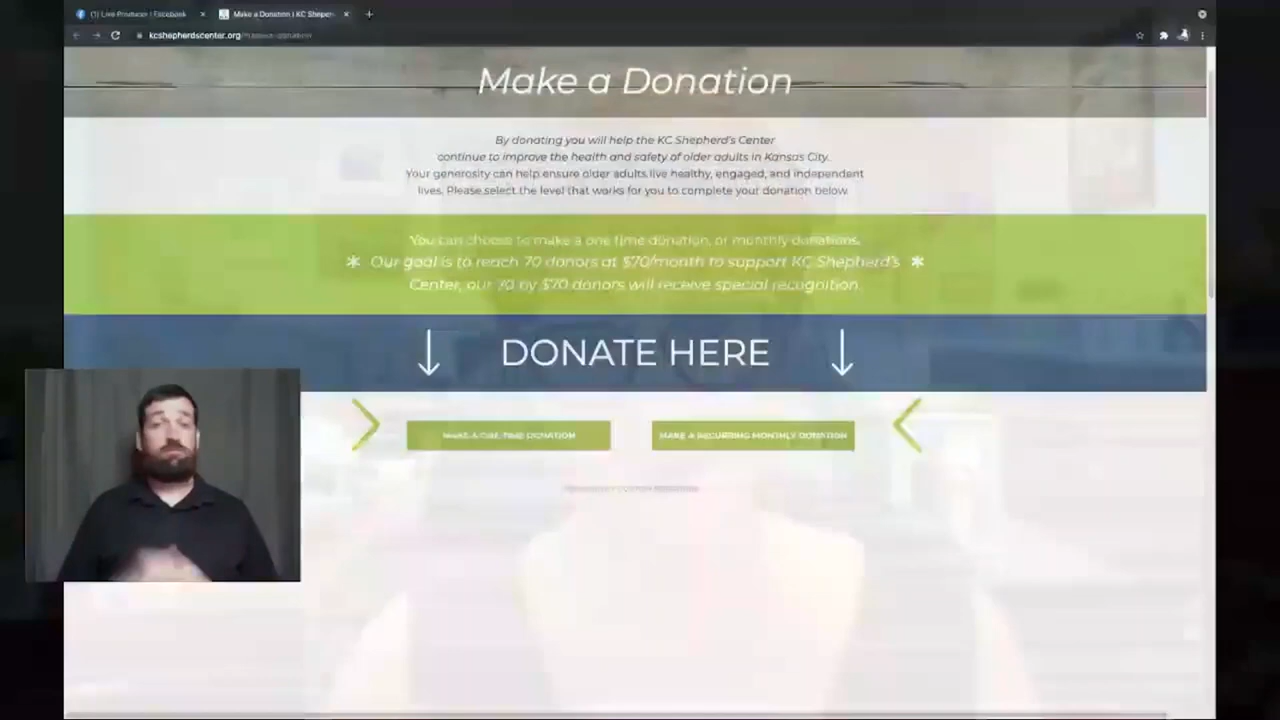 (1) Live Producer | Facebook
Make a Donation | KC Shepher
kcshepherdscenter.org
Make a Donation
By donating you will help the KC Shepherd's Center
continue to improve the health and safety of older adults in Kansas City.
Your generosity can help ensure older adults live healthy, engaged, and independent
lives. Please select the level that works for you to complete your donation below.
You can choose to make a one time donation, or monthly donations.
* Our goal is to reach 70 donors at $70/month to support KC Shepherd's *
Center, our 70 by $70 donors will receive special recognition.
↓ DONATE HERE ↓
MAKE A ONE-TIME DONATION
MAKE A RECURRING MONTHLY DONATION